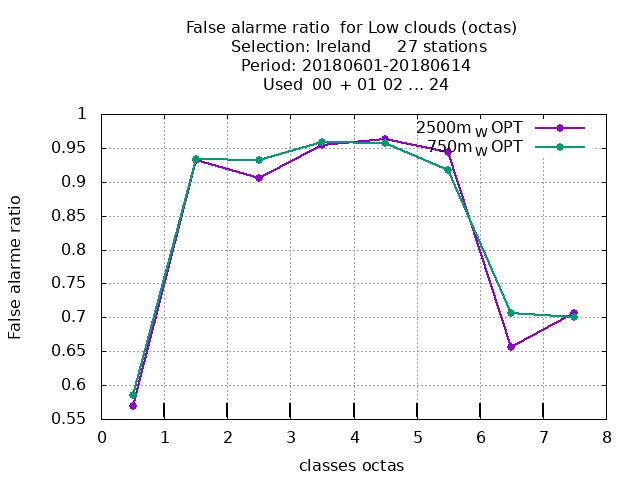 False alarme ratio  for Low clouds (octas)
Selection: Ireland     27 stations
Period: 20180601-20180614
Used  00 + 01 02 ... 24
2500m W OPT
750m W OPT
1
0.95
0.9
0.85
0.8
0.75
0.7
0.65
0.6
0.55
False alarme ratio
0 1 2 3 4 5 6 7 8
classes octas